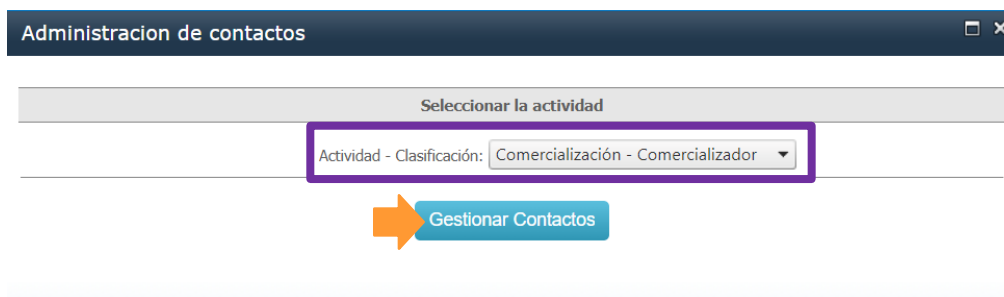 Administracion de contactos
Seleccionar la actividad
Actividad - Clasificación: Comercialización - Comercializador
Gestionar Contactos